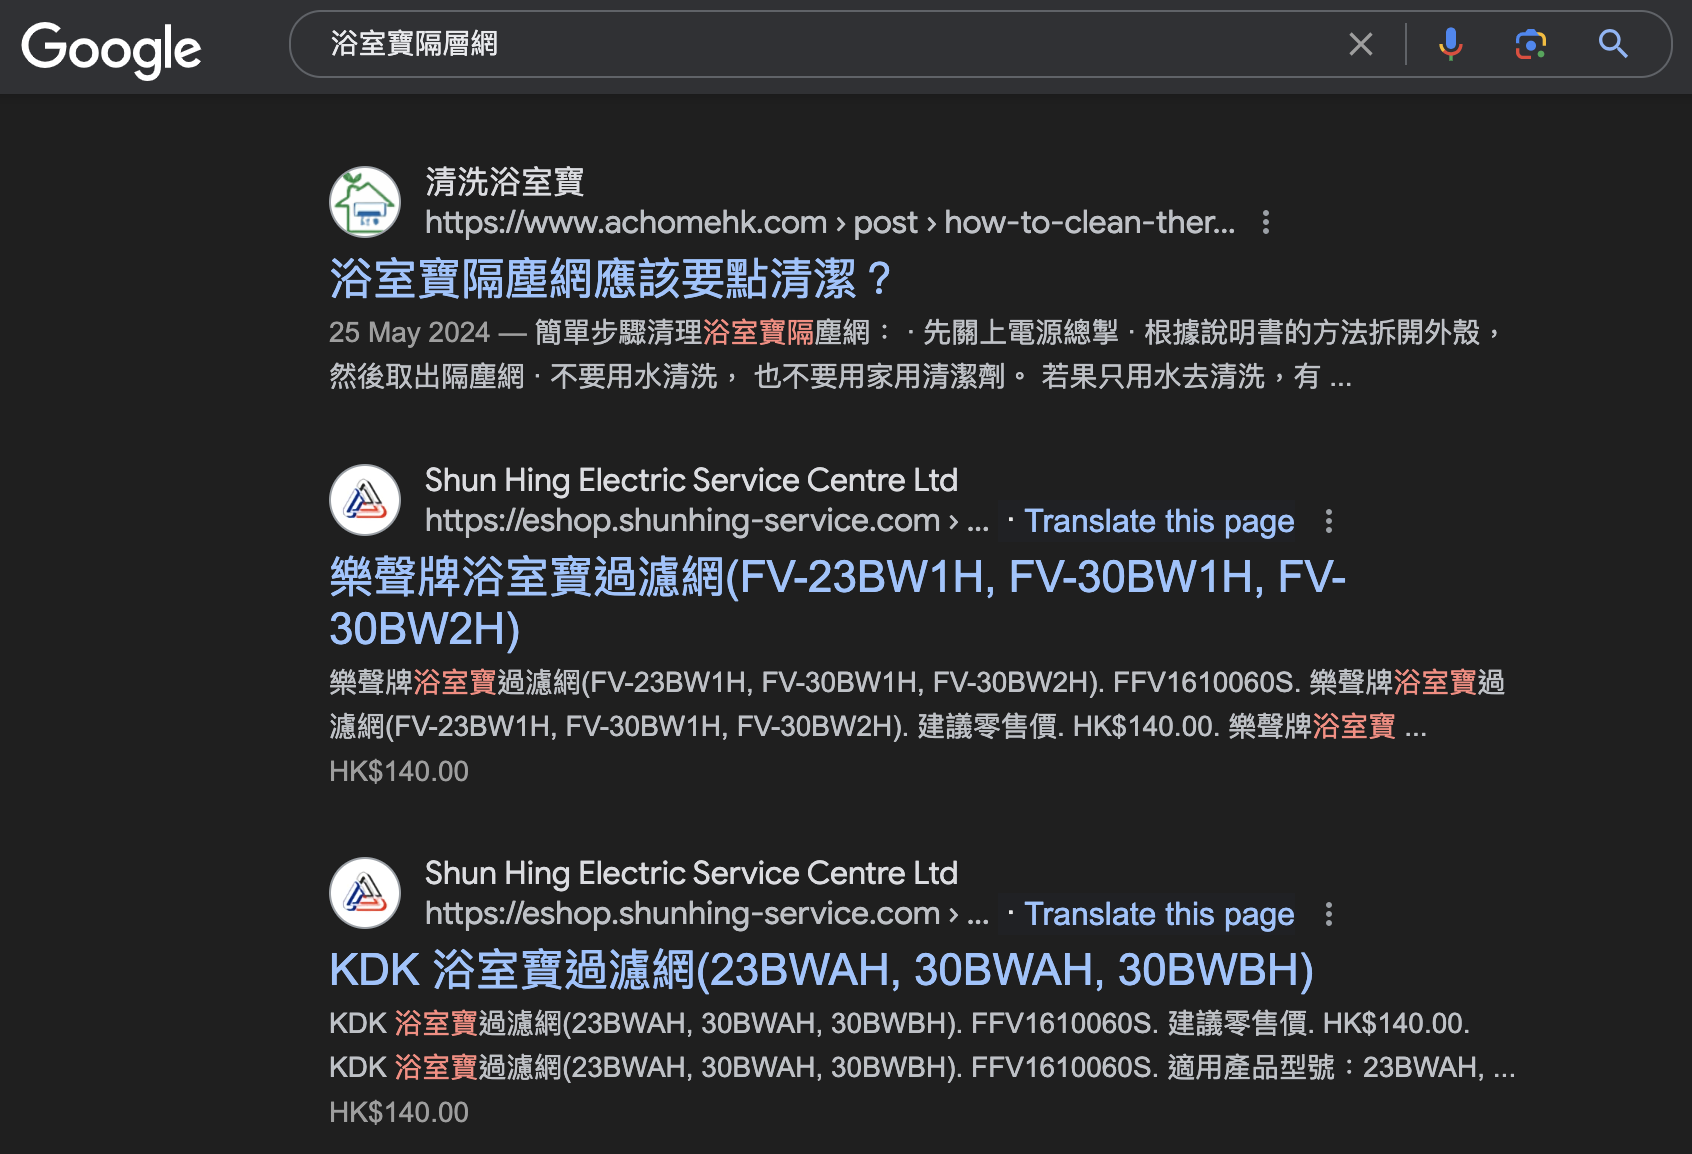 Google
浴室寶隔層網
清洗浴室寶
https://www.achomehk.com › post › how-to-clean-ther...
浴室寶隔塵網應該要點清潔？
25 May 2024 — 簡單步驟清理浴室寶隔塵網： · 先關上電源總掣 · 根據說明書的方法拆開外殼，
然後取出隔塵網 · 不要用水清洗， 也不要用家用清潔劑。 若果只用水去清洗，有 ...
Shun Hing Electric Service Centre Ltd
https://eshop.shunhing-service.com › ... · Translate this page
樂聲牌浴室寶過濾網(FV-23BW1H, FV-30BW1H, FV-
30BW2H)
樂聲牌浴室寶過濾網(FV-23BW1H, FV-30BW1H, FV-30BW2H). FFV1610060S. 樂聲牌浴室寶過
濾網(FV-23BW1H, FV-30BW1H, FV-30BW2H). 建議零售價. HK$140.00. 樂聲牌浴室寶 ...
HK$140.00
Shun Hing Electric Service Centre Ltd
https://eshop.shunhing-service.com › ... · Translate this page
KDK 浴室寶過濾網(23BWAH, 30BWAH, 30BWBH)
KDK 浴室寶過濾網(23BWAH, 30BWAH, 30BWBH). FFV1610060S. 建議零售價. HK$140.00.
KDK 浴室寶過濾網(23BWAH, 30BWAH, 30BWBH). FFV1610060S. 適用產品型號：23BWAH, ...
HK$140.00